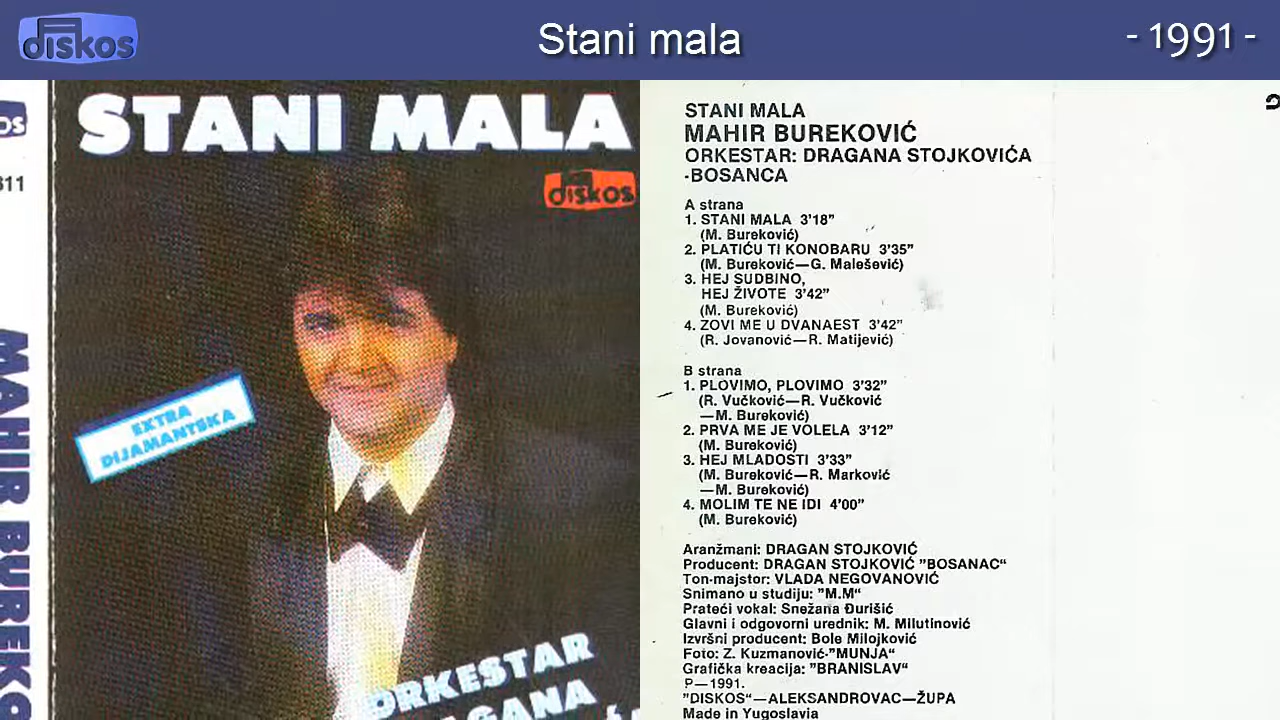 diskos
Stani mala
- 1991 -
OS
311
MAHIR BUREKO
STANI MALA
diskos
EXTRA
DIJAMANTSKA
ORKESTAR
AGANA
STANI MALA
MAHIR BUREKOVIĆ
ORKESTAR: DRAGANA STOJKOVIĆA
-BOSANCA
A strana
1. STANI MALA 3'18”
(M. Bureković)
2. PLATIĆU TI KONOBARU 3'35”
(M. Bureković—G. Malešević)
3. HEJ SUDBINO,
HEJ ŽIVOTE 3'42”
(M. Bureković)
4. ZOVI ME U DVANAEST 3'42”
(R. Jovanović—R. Matijević)
B strana
1. PLOVIMO, PLOVIMO 3'32”
(R. Vučković—R. Vučković
—M. Bureković)
2. PRVA ME JE VOLELA 3'12”
(M. Bureković)
3. HEJ MLADOSTI 3'33”
(M. Bureković—R. Marković
—M. Bureković)
4. MOLIM TE NE IDI 4'00”
(M. Bureković)
Aranžmani: DRAGAN STOJKOVIĆ
Producent: DRAGAN STOJKOVIĆ ”BOSANAC“
Ton-majstor: VLADA NEGOVANOVIĆ
Snimano u studiju: ”M.M“
Prateći vokal: Snežana Đurišić
Glavni i odgovorni urednik: M. Milutinović
Izvršni producent: Bole Milojković
Foto: Z. Kuzmanović-”MUNJA“
Grafička kreacija: ”BRANISLAV“
P—1991.
”DISKOS“—ALEKSANDROVAC—ŽUPA
Made in Yugoslavia